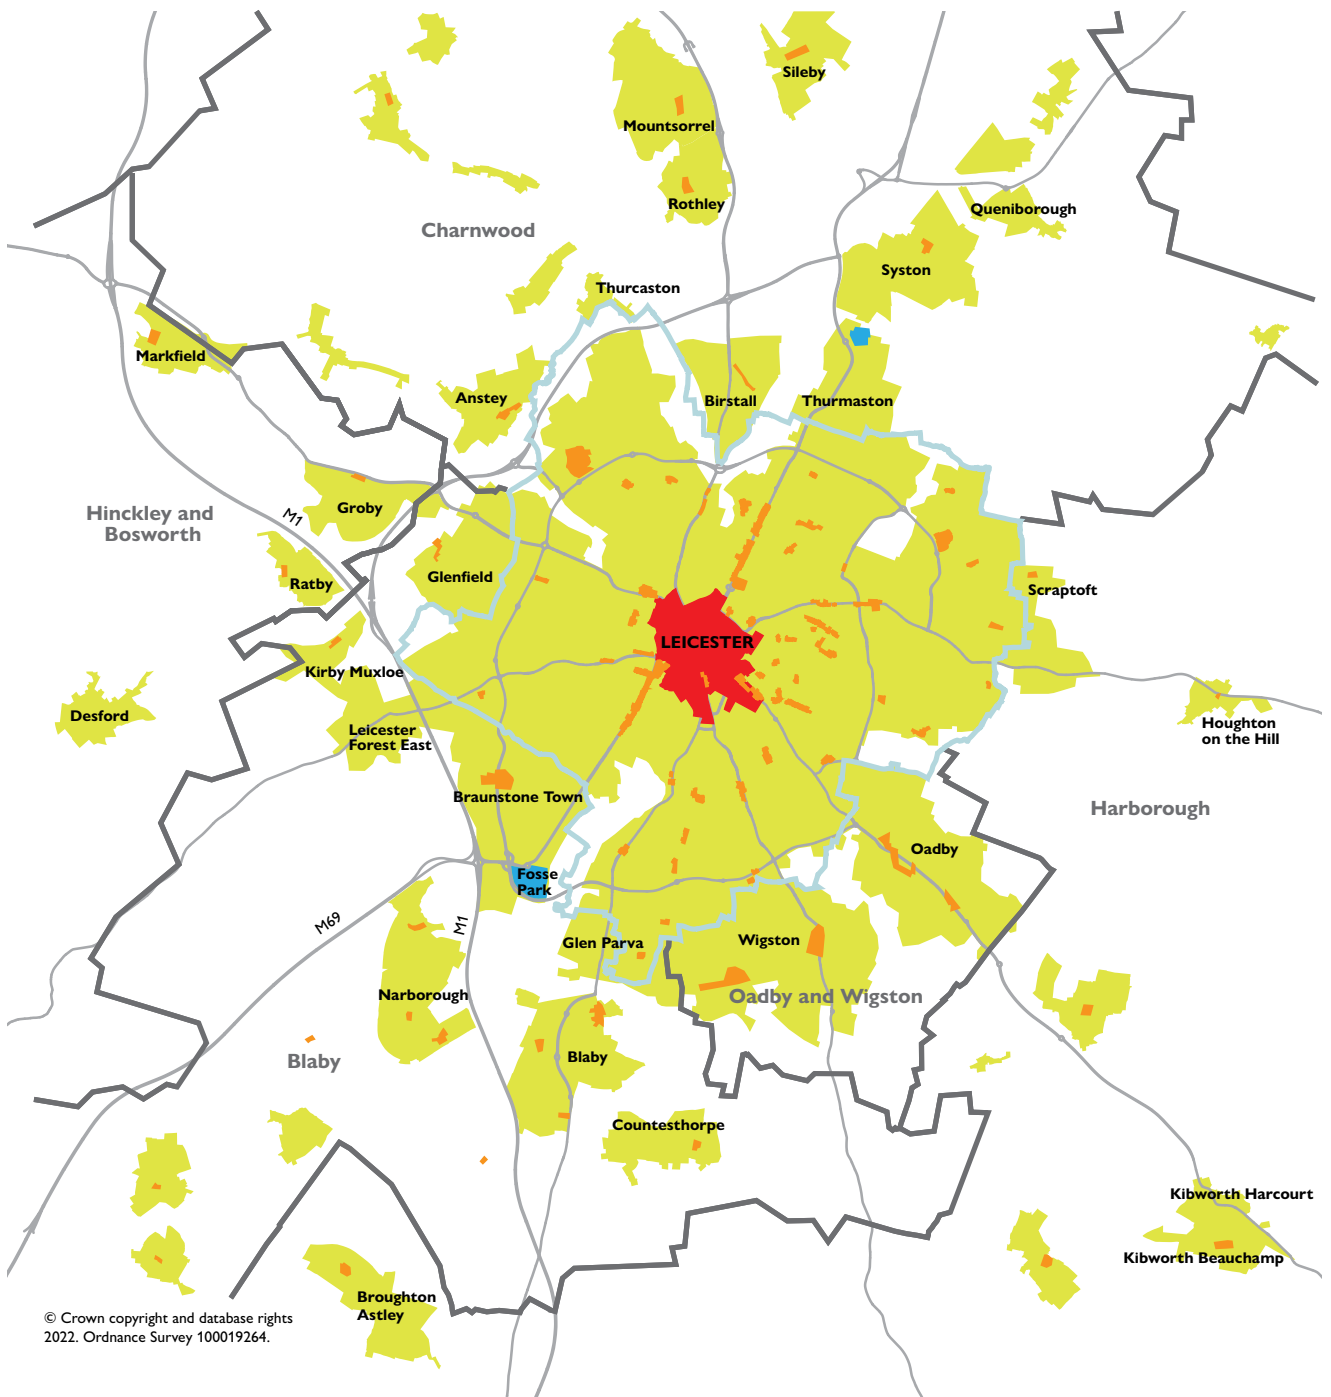 Sileby
Mountsorrel
Rothley
Queniborough
Charnwood
Syston
Thurcaston
Markfield
Anstey
Birstall
Thurmaston
Hinckley and
Bosworth
M1
Groby
Glenfield
Ratby
Scraptoft
LEICESTER
Kirby Muxloe
Desford
Leicester
Forest East
Houghton
on the Hill
Braunstone Town
Harborough
Oadby
Fosse
Park
M69
M1
Glen Parva
Wigston
Narborough
Oadby and Wigston
Blaby
Blaby
Countesthorpe
Kibworth Harcourt
Kibworth Beauchamp
Broughton
Astley
© Crown copyright and database rights
2022. Ordnance Survey 100019264.